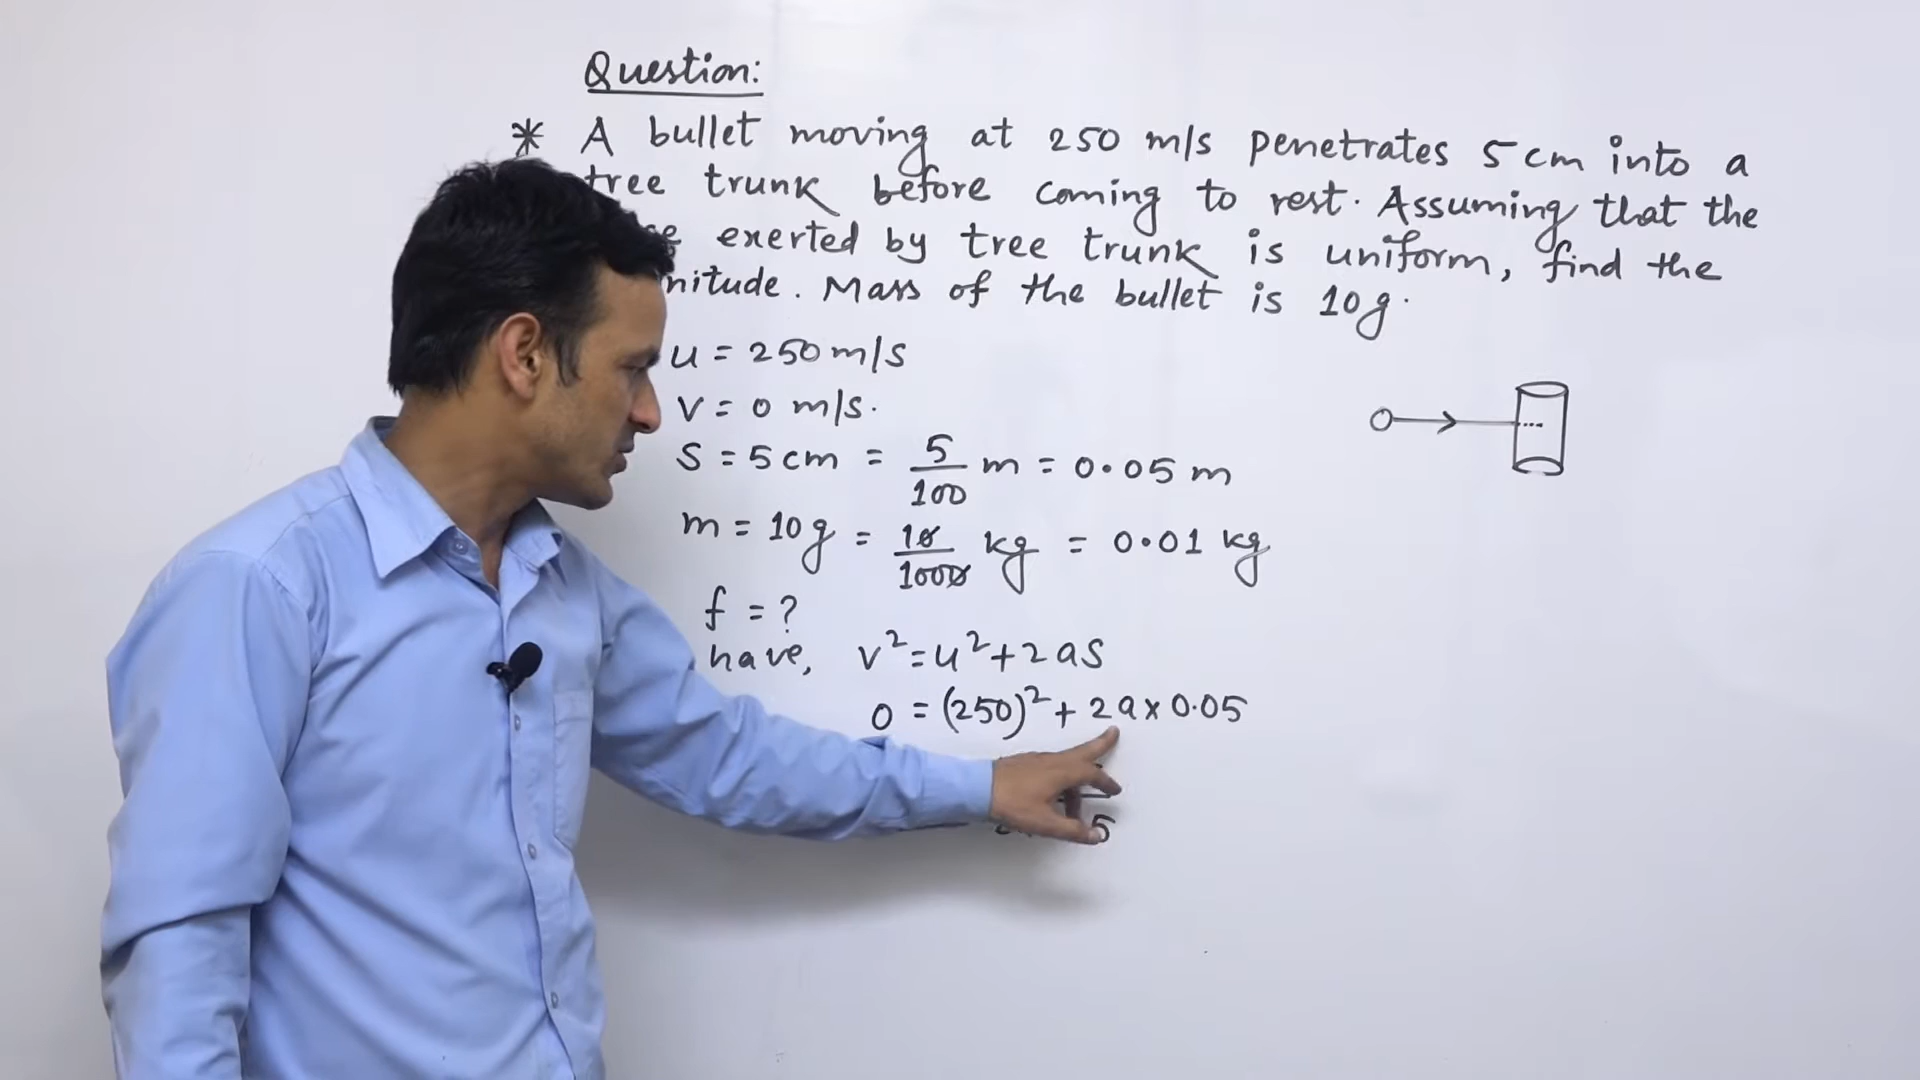 Question:
* A bullet moving at 250 m/s penetrates 5 cm into a
tree trunk before coming to rest. Assuming that the
exerted by tree trunk is uniform, find the
nitude. Mass of the bullet is 10g.
u = 250 m/s
v = 0 m/s.
S = 5 cm = 5/100 m = 0.05 m
m = 10 g = 10/1000 kg = 0.01 kg
f = ?
have, v² = u² + 2as
0 = (250)² + 2a x 0.05
5